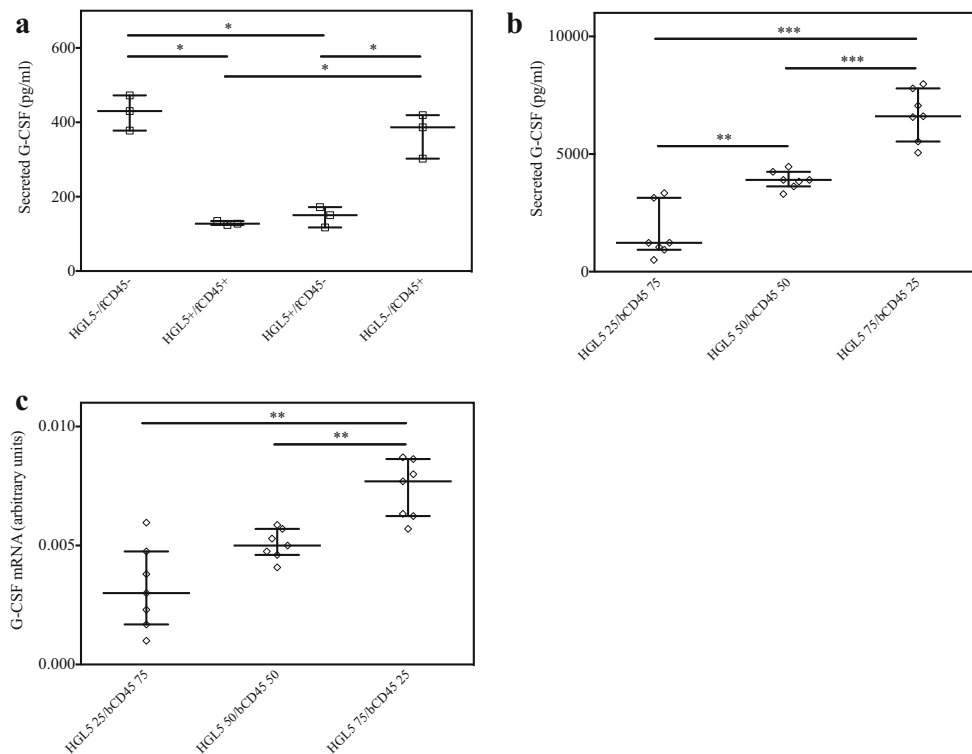 a
Secreted G-CSF (pg/ml)
600
400
200
0
*
*
*
*
HGL5-/fCD45-
HGL5+/fCD45+
HGL5+/fCD45-
HGL5-/fCD45+
b
Secreted G-CSF (pg/ml)
10000
5000
0
***
***
**
HGL5 25/bCD45 75
HGL5 50/bCD45 50
HGL5 75/bCD45 25
c
G-CSF mRNA (arbitrary units)
0.010
0.005
0.000
**
**
HGL5 25/bCD45 75
HGL5 50/bCD45 50
HGL5 75/bCD45 25